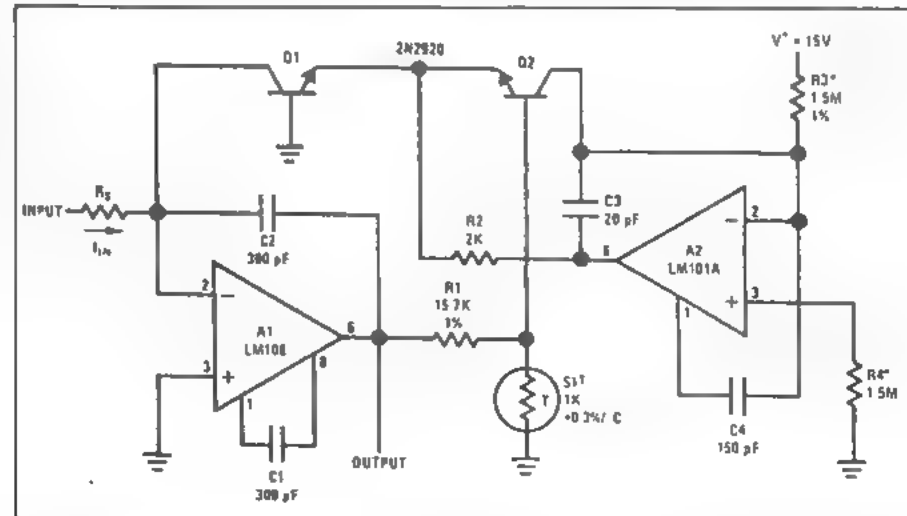 Q1
2N2920
Q2
V+ = 15V
R3*
1.5M
1%
INPUT
RS
IIN
C2
300 pF
2
3
A1
LM108
6
8
1
C1
300 pF
OUTPUT
R1
15.7K
1%
R2
2K
C3
20 pF
6
A2
LM101A
2
3
1
C4
150 pF
S1†
1K
+0.3%/°C
T
R4*
1.5M